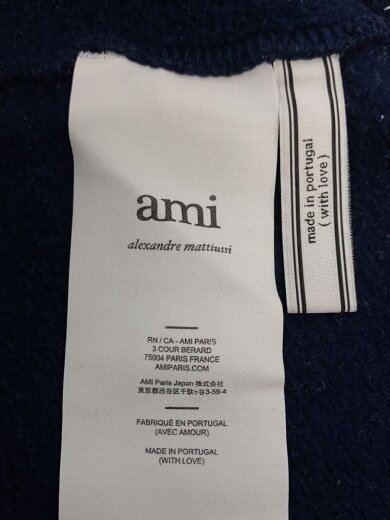 ami
alexandre mattiussi
RN / CA - AMI PARIS
3 COUR BERARD
75004 PARIS FRANCE
AMIPARIS.COM
AMI Paris Japan 株式会社
東京都渋谷区千駄ヶ谷3-59-4
FABRIQUÉ EN PORTUGAL
(AVEC AMOUR)
MADE IN PORTUGAL
(WITH LOVE)
made in portugal
(with love)